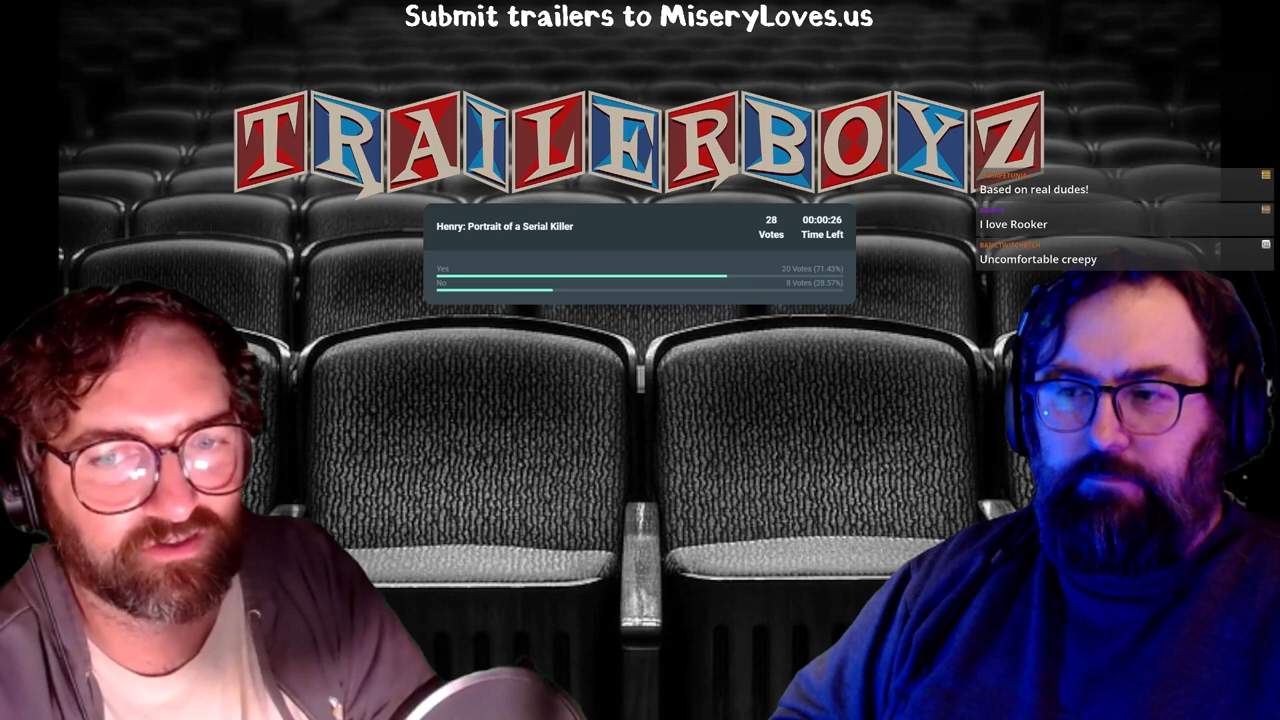 Submit trailers to MiseryLoves.us
TRAILERBOYZ
Henry: Portrait of a Serial Killer
28
Votes
00:00:26
Time Left
Yes
20 Votes (71.43%)
No
8 Votes (28.57%)
Based on real dudes!
I love Rooker
Uncomfortable creepy